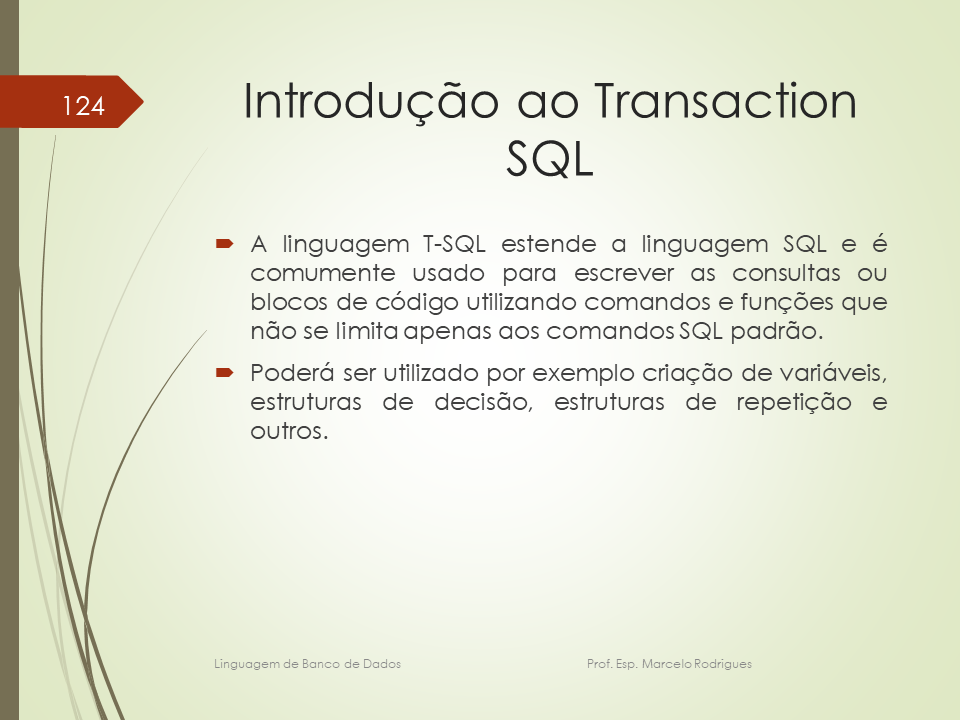 124
Introdução ao Transaction
SQL
A linguagem T-SQL estende a linguagem SQL e é
comumente usado para escrever as consultas ou
blocos de código utilizando comandos e funções que
não se limita apenas aos comandos SQL padrão.
Poderá ser utilizado por exemplo criação de variáveis,
estruturas de decisão, estruturas de repetição e
outros.
Linguagem de Banco de Dados Prof. Esp. Marcelo Rodrigues